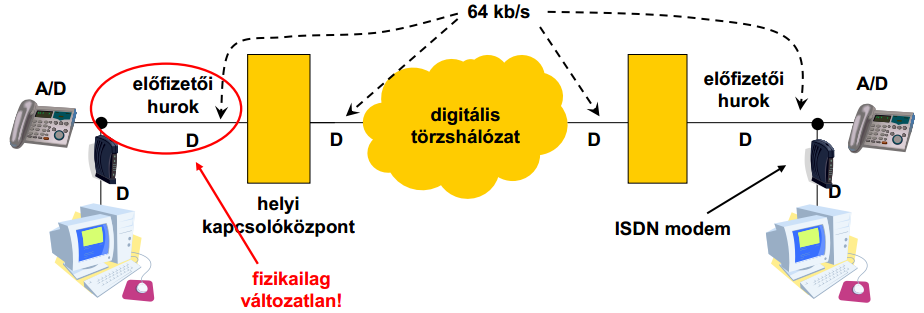 64 kb/s
A/D
előfizetői
hurok
D
D
helyi
kapcsolóközpont
fizikailag
változatlan!
D
digitális
törzshálózat
D
előfizetői
hurok
D
A/D
D
ISDN modem